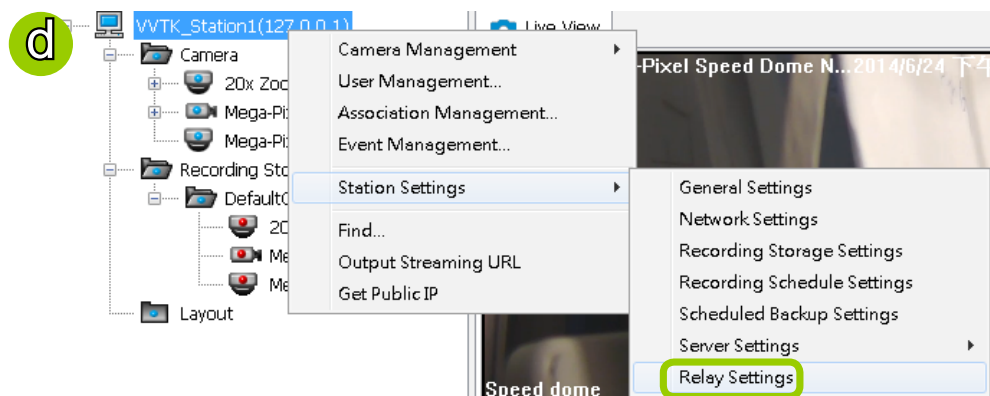 d
VVTK_Station1(127.0.0.1)
Live View
Camera
20x Zoo
Mega-Pi
Mega-Pi
Recording Sto
DefaultG
20
Me
Me
Layout
Camera Management
User Management...
Association Management...
Event Management...
Station Settings
Find...
Output Streaming URL
Get Public IP
-Pixel Speed Dome N...2014/6/24 下午
General Settings
Network Settings
Recording Storage Settings
Recording Schedule Settings
Scheduled Backup Settings
Server Settings
Relay Settings
Speed dome